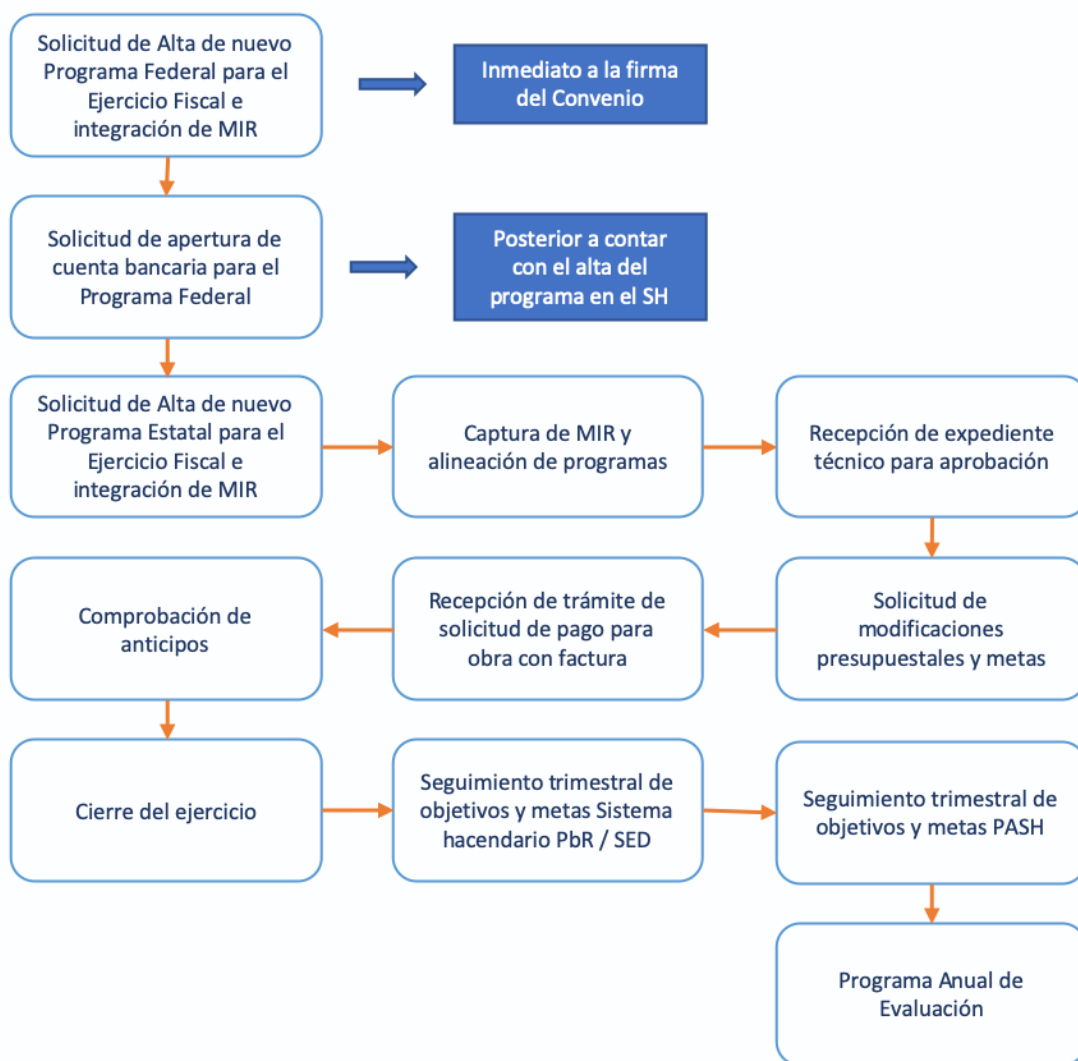 Solicitud de Alta de nuevo
Programa Federal para el
Ejercicio Fiscal e
integración de MIR
Inmediato a la firma
del Convenio
Solicitud de apertura de
cuenta bancaria para el
Programa Federal
Posterior a contar
con el alta del
programa en el SH
Solicitud de Alta de nuevo
Programa Estatal para el
Ejercicio Fiscal e
integración de MIR
Captura de MIR y
alineación de programas
Recepción de expediente
técnico para aprobación
Solicitud de
modificaciones
presupuestales y metas
Recepción de trámite de
solicitud de pago para
obra con factura
Comprobación de
anticipos
Cierre del ejercicio
Seguimiento trimestral de
objetivos y metas Sistema
hacendario PbR / SED
Seguimiento trimestral de
objetivos y metas PASH
Programa Anual de
Evaluación